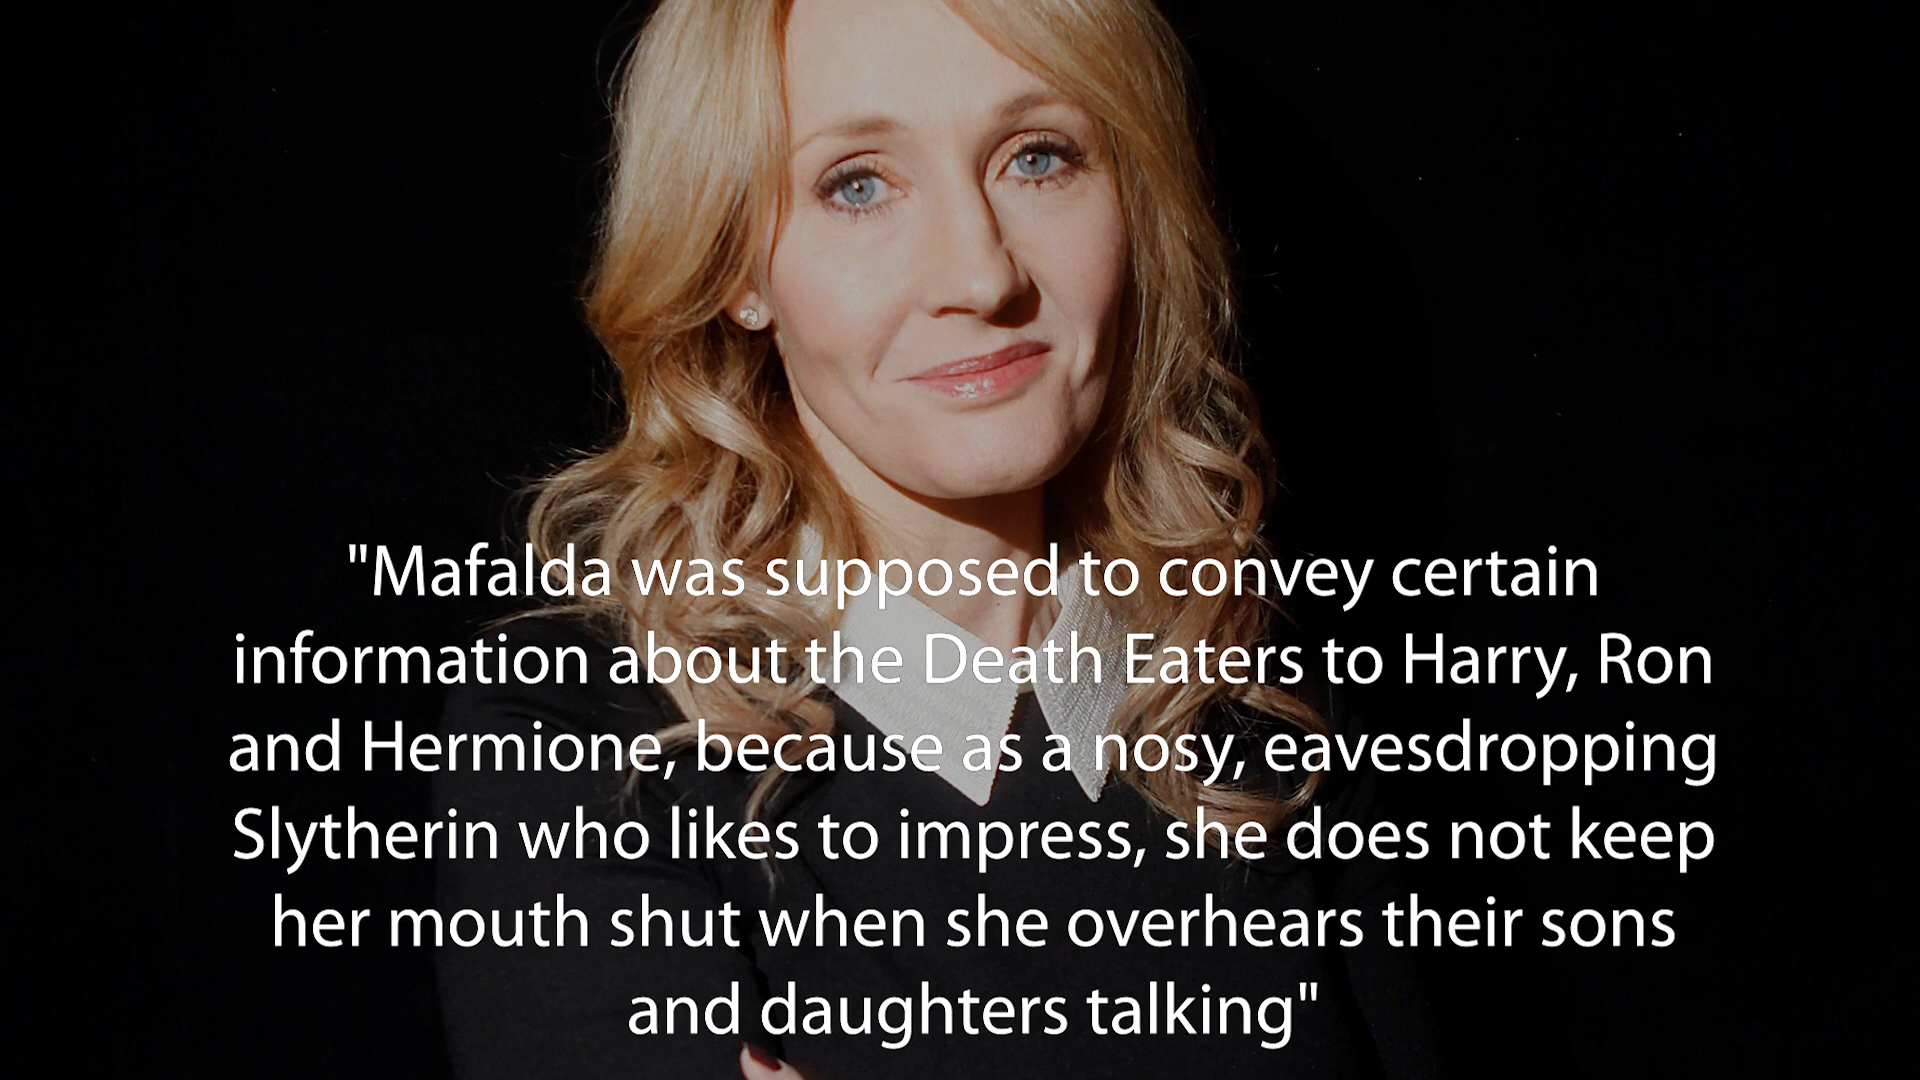 "Mafalda was supposed to convey certain
information about the Death Eaters to Harry, Ron
and Hermione, because as a nosy, eavesdropping
Slytherin who likes to impress, she does not keep
her mouth shut when she overhears their sons
and daughters talking"